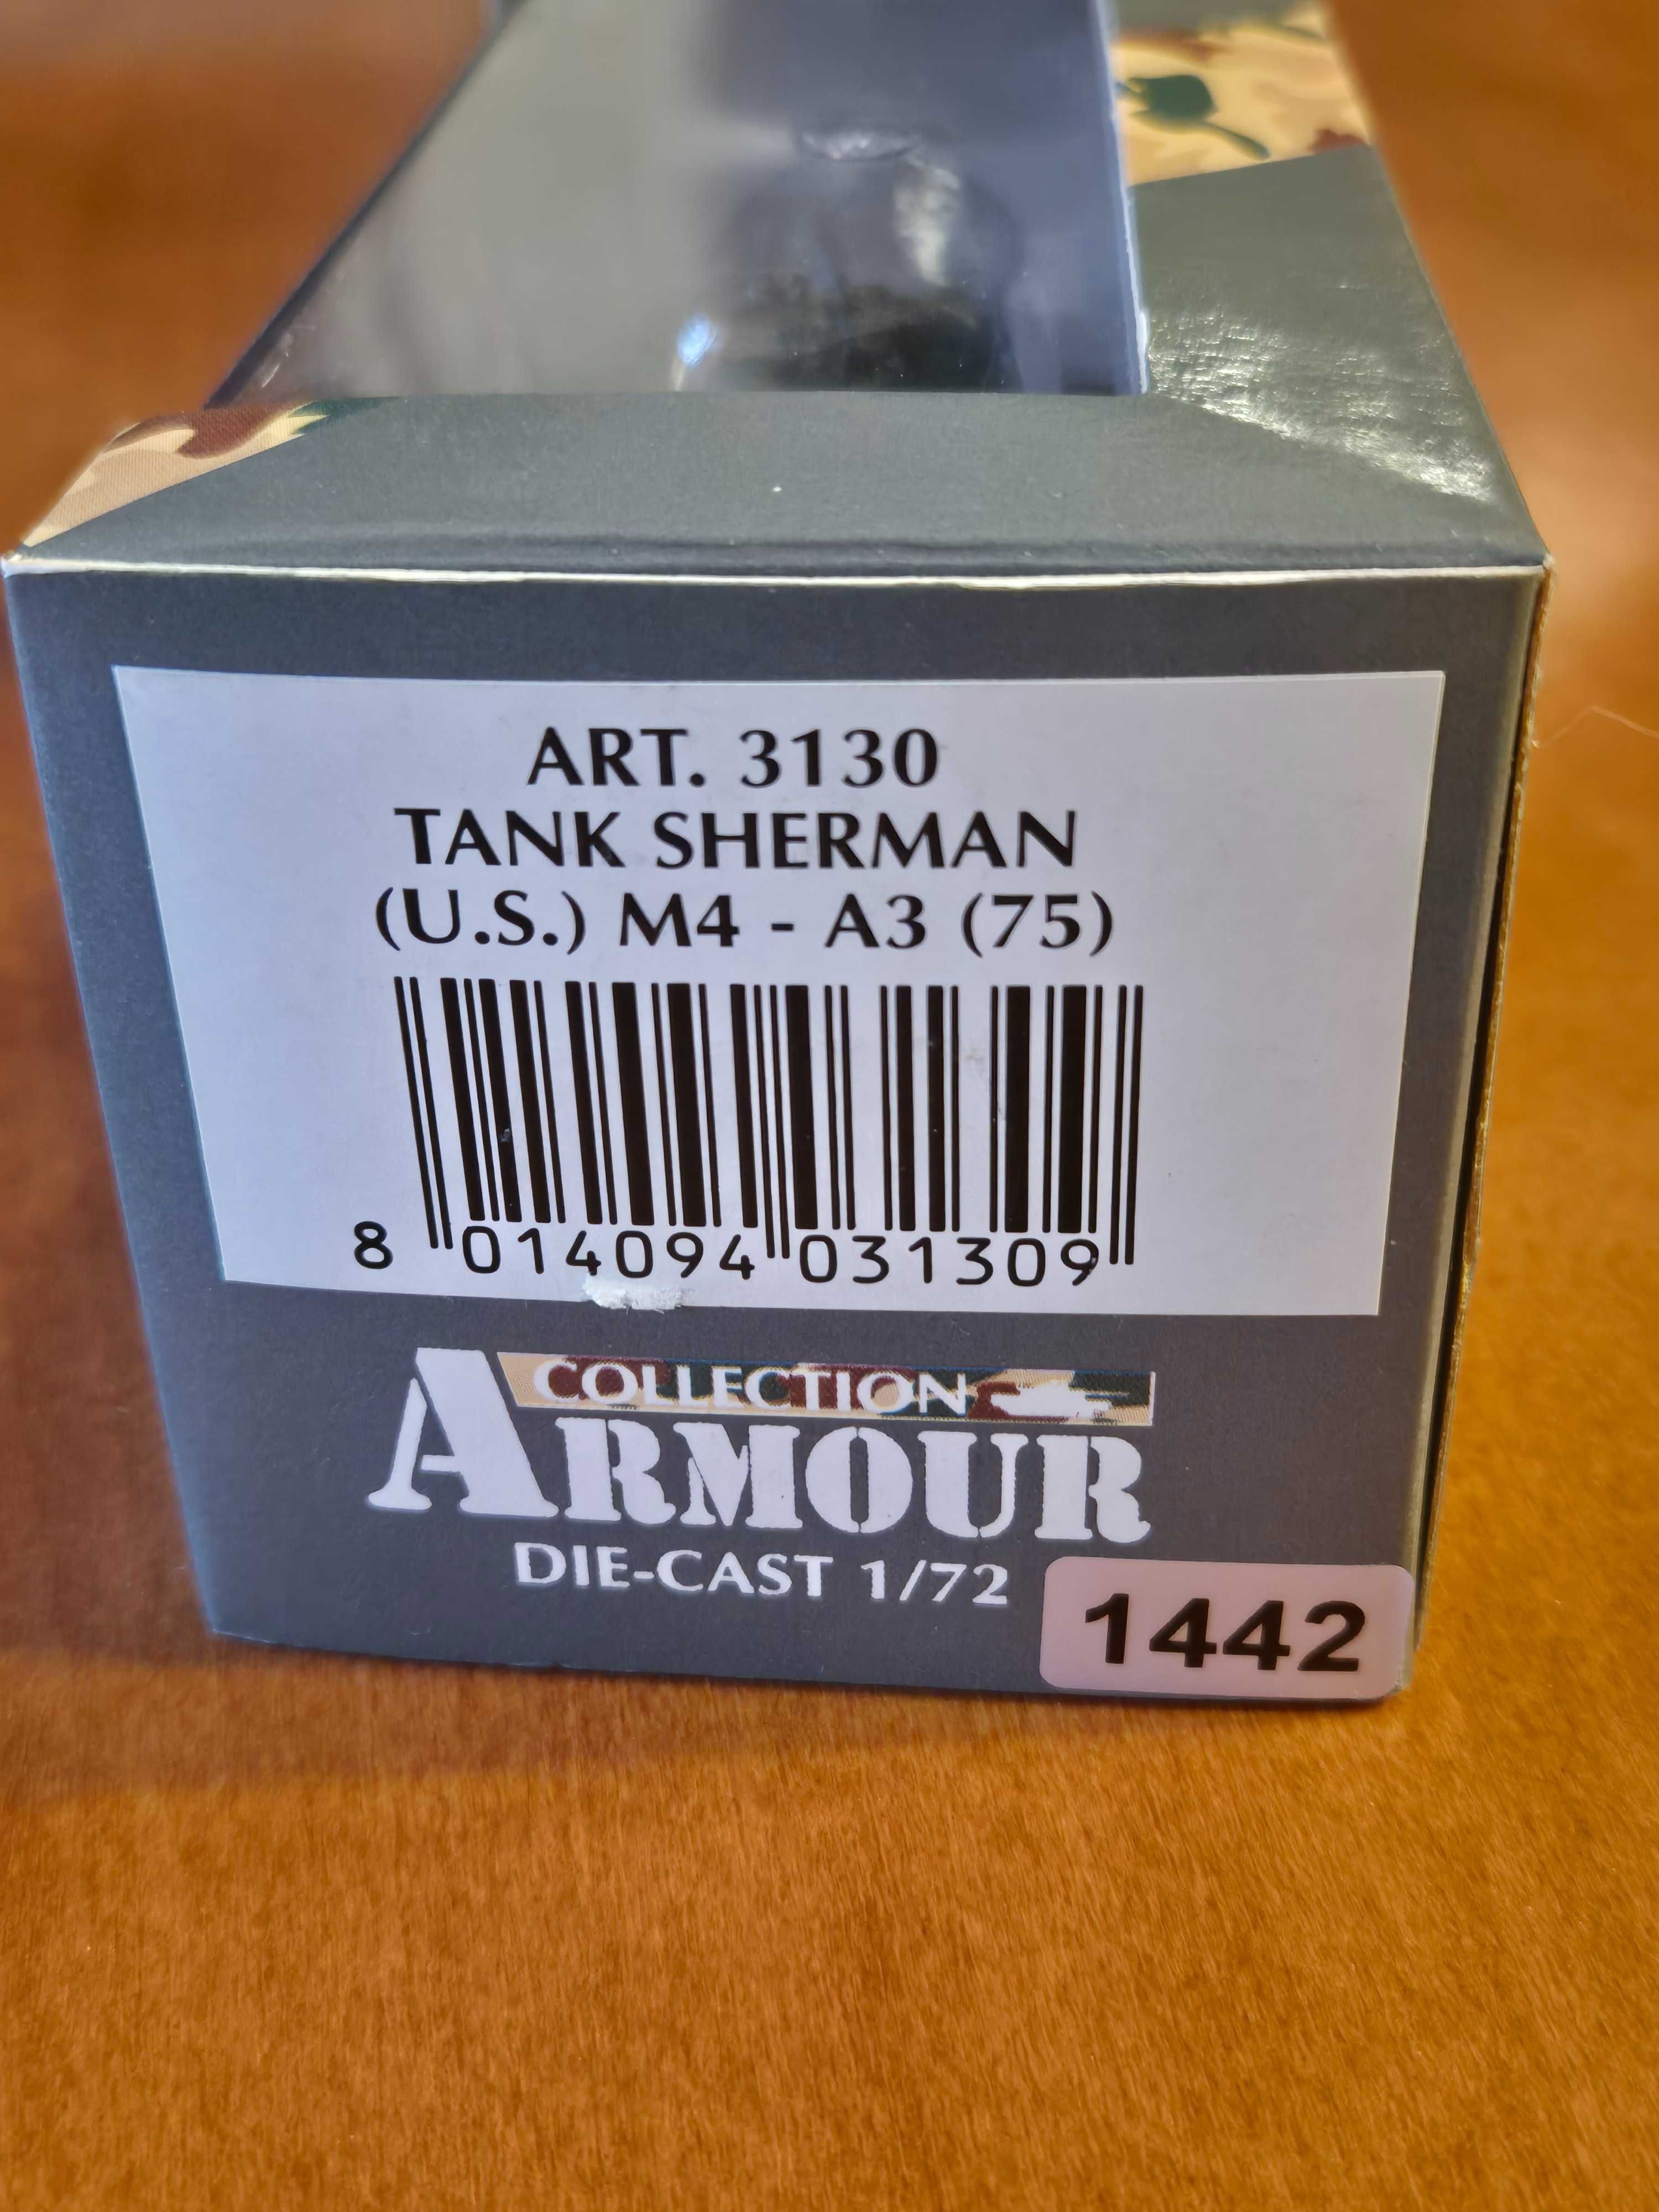 ART. 3130
TANK SHERMAN
(U.S.) M4 - A3 (75)
8 014094 031309
COLLECTION
ARMOUR
DIE-CAST 1/72
1442